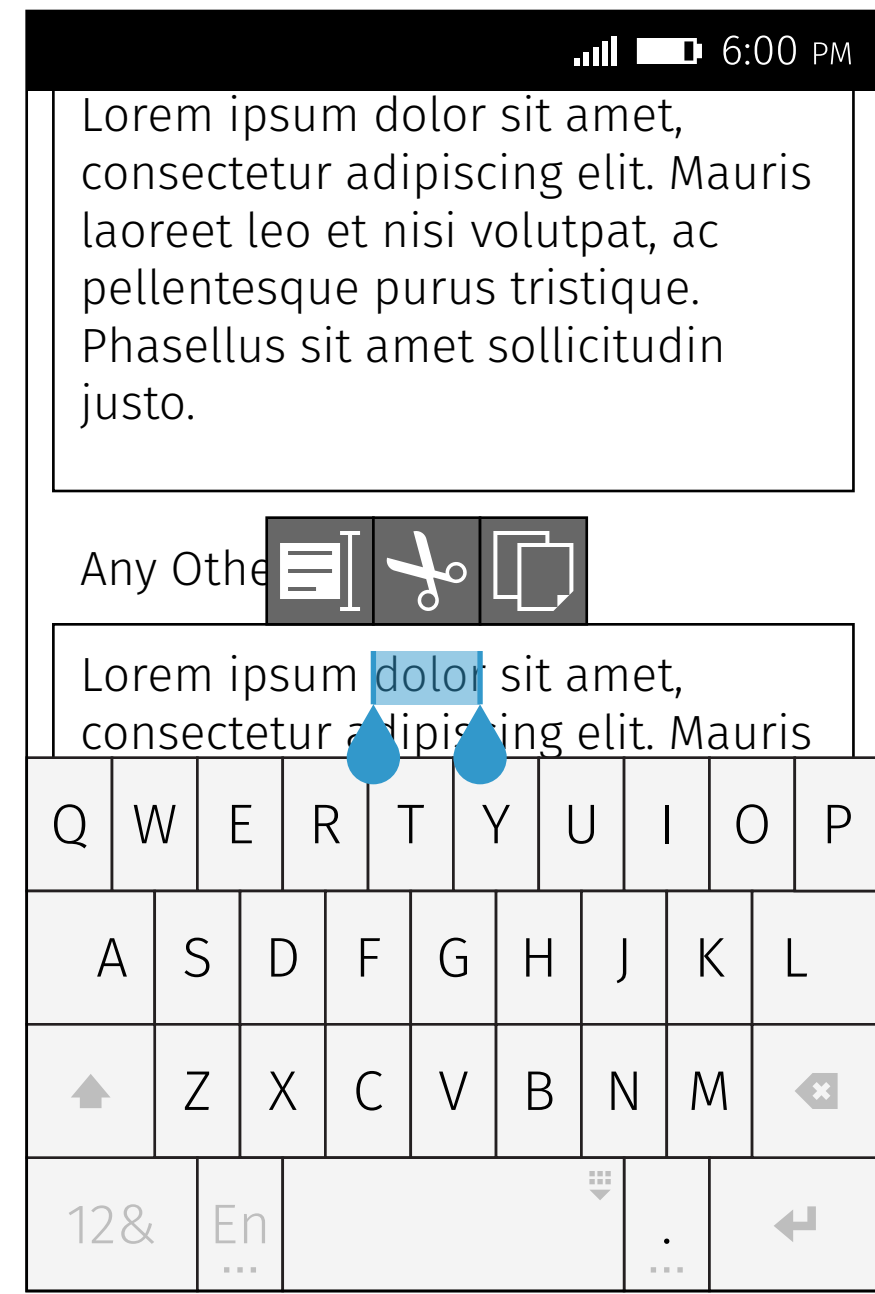 6:00 PM
Lorem ipsum dolor sit amet,
consectetur adipiscing elit. Mauris
laoreet leo et nisi volutpat, ac
pellentesque purus tristique.
Phasellus sit amet sollicitudin
justo.
Any Othe
Lorem ipsum dolor sit amet,
consectetur adipiscing elit. Mauris
Q W E R T Y U I O P
A S D F G H J K L
Z X C V B N M
12& En .